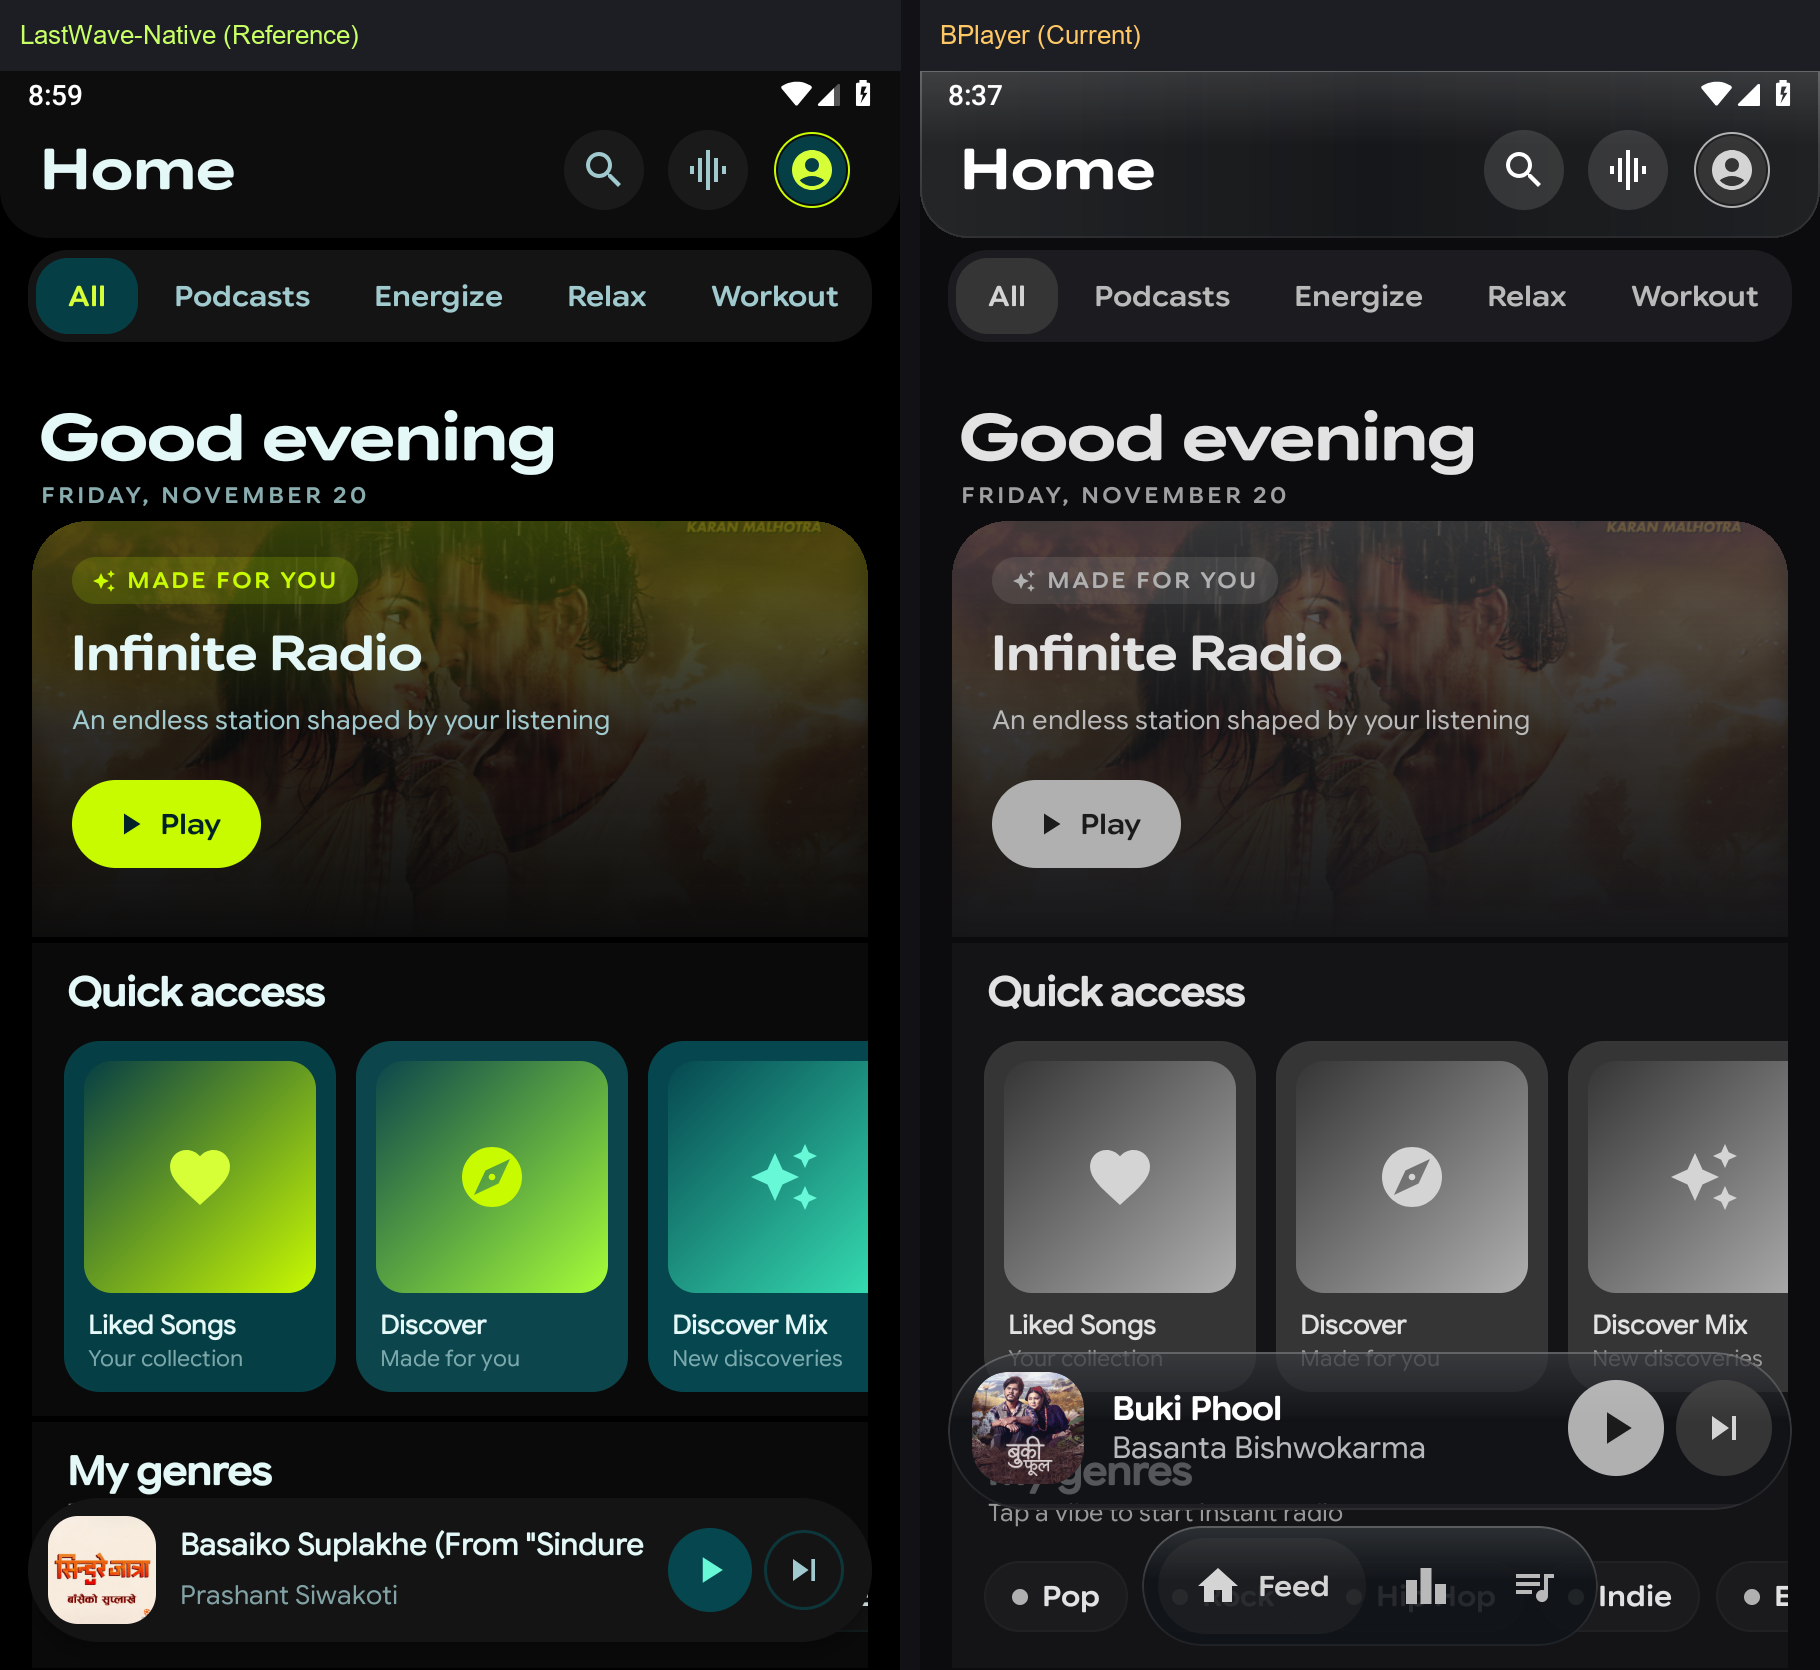 LastWave-Native (Reference)
8:59
Home
All Podcasts Energize Relax Workout
Good evening
FRIDAY, NOVEMBER 20
KARAN MALHOTRA
MADE FOR YOU
Infinite Radio
An endless station shaped by your listening
Play
Quick access
Liked Songs
Your collection
Discover
Made for you
Discover Mix
New discoveries
My genres
सिन्दुरे जात्रा
बाँसैको सुप्लाखे
Basaiko Suplakhe (From "Sindure
Prashant Siwakoti
BPlayer (Current)
8:37
Home
All Podcasts Energize Relax Workout
Good evening
FRIDAY, NOVEMBER 20
KARAN MALHOTRA
MADE FOR YOU
Infinite Radio
An endless station shaped by your listening
Play
Quick access
Liked Songs
Your collection
Discover
Made for you
Discover Mix
New discoveries
बुकी
फूल
Buki Phool
Basanta Bishwokarma
My genres
Tap a vibe to start instant radio
Pop Rock Hip Hop Indie E
Feed